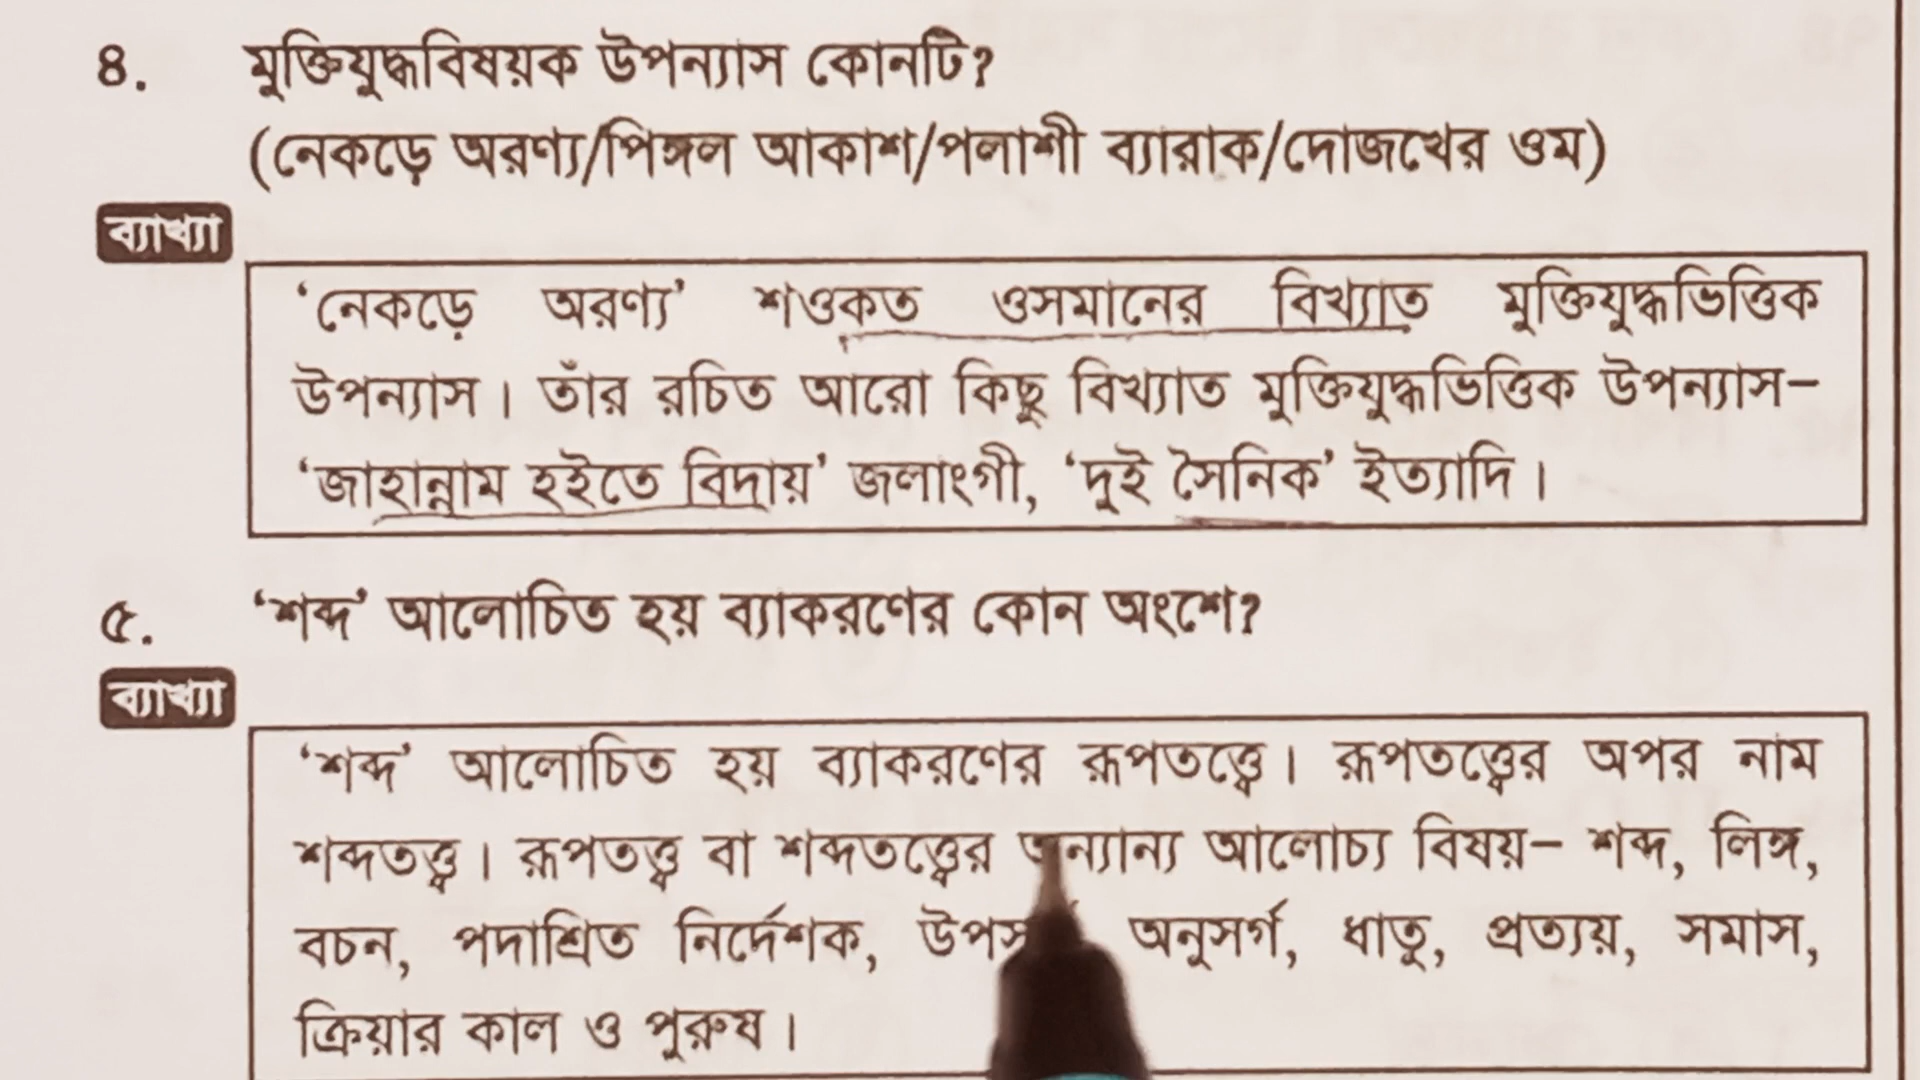 ৪. মুক্তিযুদ্ধবিষয়ক উপন্যাস কোনটি?
(নেকড়ে অরণ্য/পিঙ্গল আকাশ/পলাশী ব্যারাক/দোজখের ওম)
ব্যাখ্যা
‘নেকড়ে অরণ্য’ শওকত ওসমানের বিখ্যাত মুক্তিযুদ্ধভিত্তিক
উপন্যাস। তাঁর রচিত আরো কিছু বিখ্যাত মুক্তিযুদ্ধভিত্তিক উপন্যাস–
‘জাহান্নাম হইতে বিদায়’ জলাংগী, ‘দুই সৈনিক’ ইত্যাদি।
৫. ‘শব্দ’ আলোচিত হয় ব্যাকরণের কোন অংশে?
ব্যাখ্যা
‘শব্দ’ আলোচিত হয় ব্যাকরণের রূপতত্ত্বে। রূপতত্ত্বের অপর নাম
শব্দতত্ত্ব। রূপতত্ত্ব বা শব্দতত্ত্বের অন্যান্য আলোচ্য বিষয়– শব্দ, লিঙ্গ,
বচন, পদাশ্রিত নির্দেশক, অনুসর্গ, ধাতু, প্রত্যয়, সমাস,
ক্রিয়ার কাল ও পুরুষ।